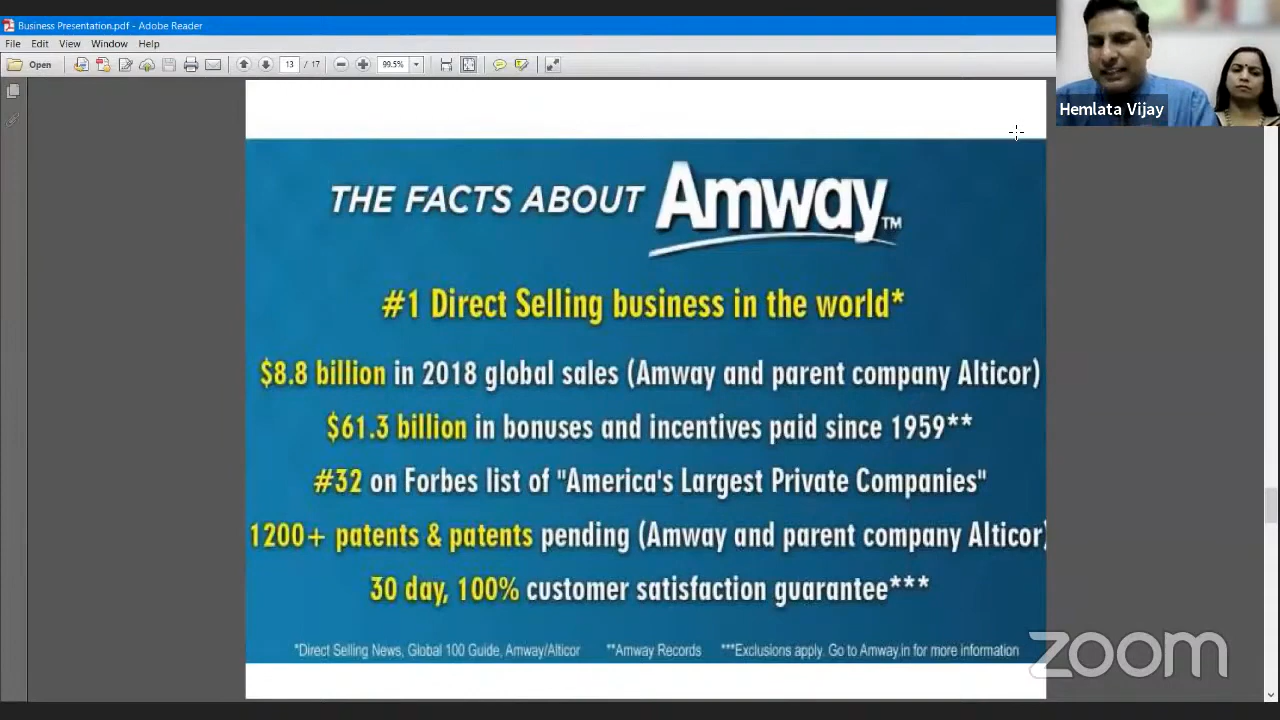 Business Presentation.pdf - Adobe Reader
File Edit View Window Help
Open 13 / 17 99.5%
Hemlata Vijay
THE FACTS ABOUT Amway™
#1 Direct Selling business in the world*
$8.8 billion in 2018 global sales (Amway and parent company Alticor)
$61.3 billion in bonuses and incentives paid since 1959**
#32 on Forbes list of "America's Largest Private Companies"
1200+ patents & patents pending (Amway and parent company Alticor)
30 day, 100% customer satisfaction guarantee***
*Direct Selling News, Global 100 Guide, Amway/Alticor **Amway Records ***Exclusions apply. Go to Amway.in for more information
zoom